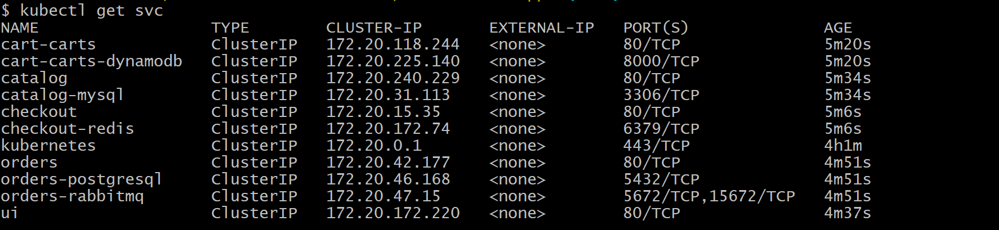 $ kubectl get svc
NAME                   TYPE        CLUSTER-IP       EXTERNAL-IP   PORT(S)              AGE
cart-carts             ClusterIP   172.20.118.244   <none>        80/TCP               5m20s
cart-carts-dynamodb    ClusterIP   172.20.225.140   <none>        8000/TCP             5m20s
catalog                ClusterIP   172.20.240.229   <none>        80/TCP               5m34s
catalog-mysql          ClusterIP   172.20.31.113    <none>        3306/TCP             5m34s
checkout               ClusterIP   172.20.15.35     <none>        80/TCP               5m6s
checkout-redis         ClusterIP   172.20.172.74    <none>        6379/TCP             5m6s
kubernetes             ClusterIP   172.20.0.1       <none>        443/TCP              4h1m
orders                 ClusterIP   172.20.42.177    <none>        80/TCP               4m51s
orders-postgresql      ClusterIP   172.20.46.168    <none>        5432/TCP             4m51s
orders-rabbitmq        ClusterIP   172.20.47.15     <none>        5672/TCP,15672/TCP   4m51s
ui                     ClusterIP   172.20.172.220   <none>        80/TCP               4m37s